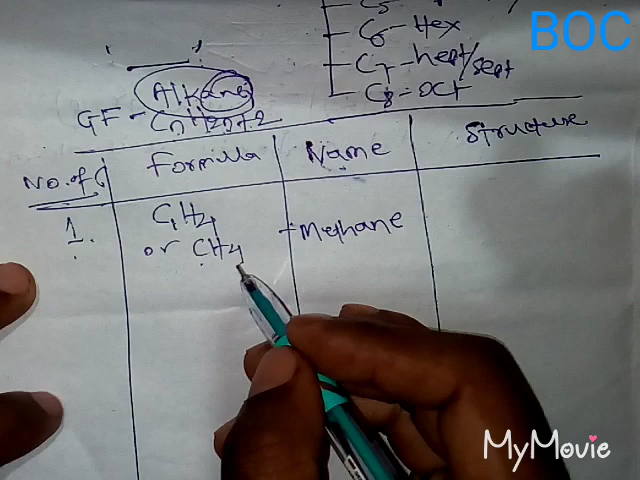 C6 - Hex
BOC
C7 - hept/sept
C8 - oct
Alkane
GF - CnH2n+2
No. of C
Formula
Name
Structure
1.
C1H4
or CH4
- Methane
MyMovie